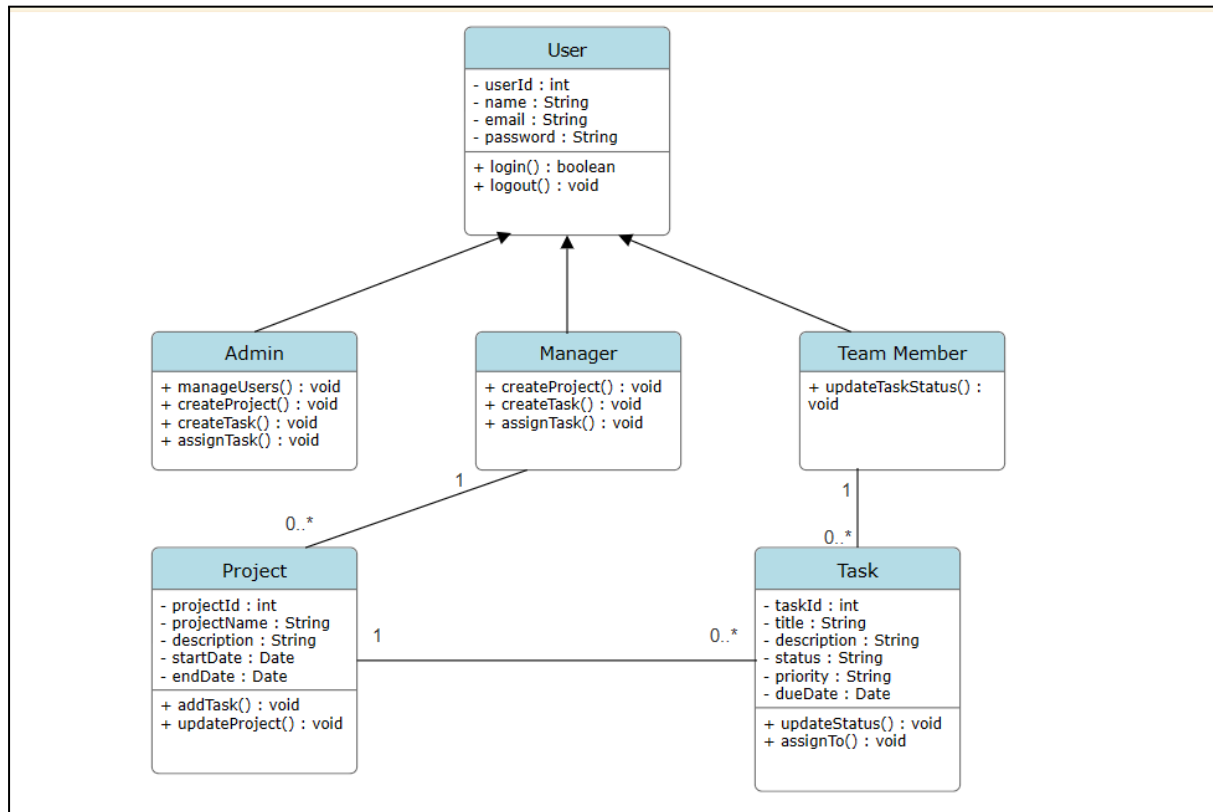 User
- userId : int
- name : String
- email : String
- password : String
+ login() : boolean
+ logout() : void
Admin
+ manageUsers() : void
+ createProject() : void
+ createTask() : void
+ assignTask() : void
Manager
+ createProject() : void
+ createTask() : void
+ assignTask() : void
Team Member
+ updateTaskStatus() :
void
1
0..*
1
0..*
Project
- projectId : int
- projectName : String
- description : String
- startDate : Date
- endDate : Date
+ addTask() : void
+ updateProject() : void
1
0..*
Task
- taskId : int
- title : String
- description : String
- status : String
- priority : String
- dueDate : Date
+ updateStatus() : void
+ assignTo() : void